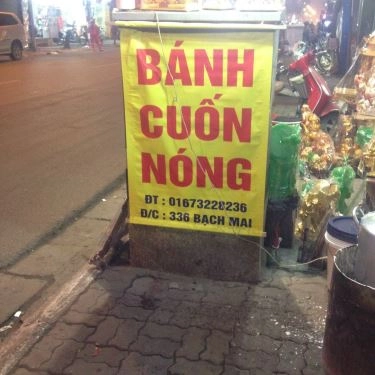 BÁNH
CUỐN
NÓNG
ĐT : 01673228236
Đ/C : 336 BẠCH MAI